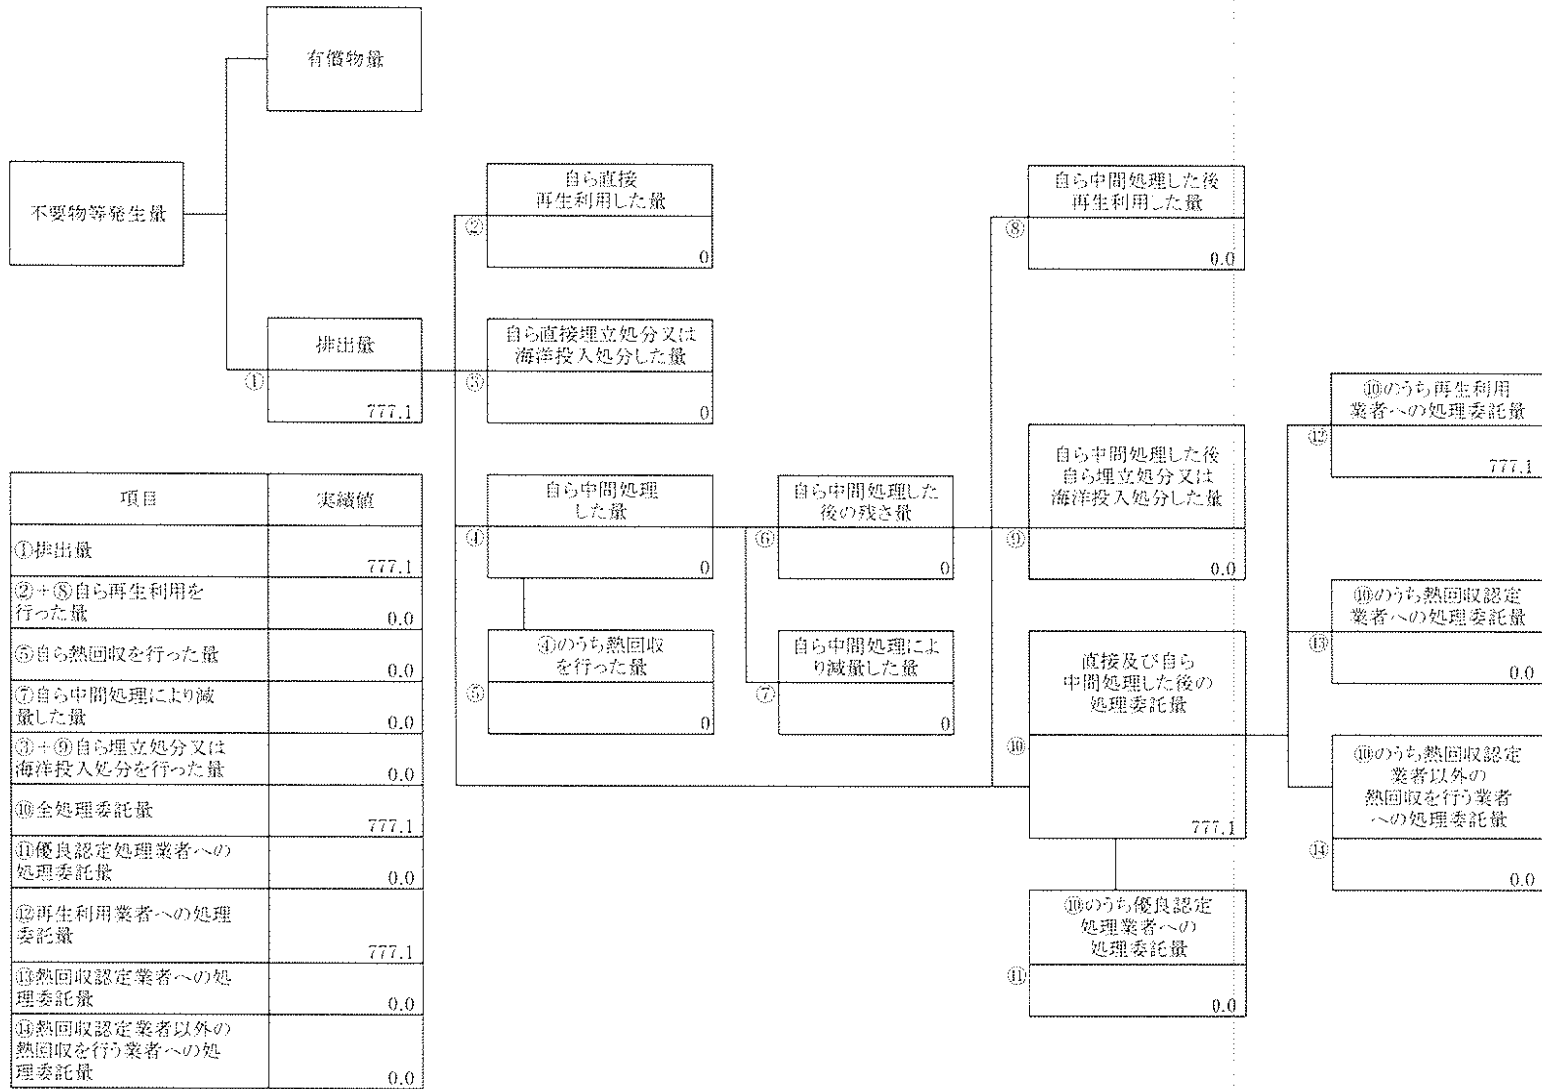 有償物量
不要物等発生量
排出量
①
777.1
自ら直接
再生利用した量
②
0
自ら直接埋立処分又は
海洋投入処分した量
③
0
自ら中間処理
した量
④
0
④のうち熱回収
を行った量
⑤
0
自ら中間処理した
後の残さ量
⑥
0
自ら中間処理によ
り減量した量
⑦
0
自ら中間処理した後
再生利用した量
⑧
0.0
自ら中間処理した後
自ら埋立処分又は
海洋投入処分した量
⑨
0.0
直接及び自ら
中間処理した後の
処理委託量
⑩
777.1
⑩のうち優良認定
処理業者への
処理委託量
⑪
0.0
⑩のうち再生利用
業者への処理委託量
⑫
777.1
⑩のうち熱回収認定
業者への処理委託量
⑬
0.0
⑩のうち熱回収認定
業者以外の
熱回収を行う業者
への処理委託量
⑭
0.0
項目 実績値
①排出量
777.1
②+⑧自ら再生利用を
行った量
0.0
⑤自ら熱回収を行った量
0.0
⑦自ら中間処理により減
量した量
0.0
③+⑨自ら埋立処分又は
海洋投入処分を行った量
0.0
⑩全処理委託量
777.1
⑪優良認定処理業者への
処理委託量
0.0
⑫再生利用業者への処理
委託量
777.1
⑬熱回収認定業者への処
理委託量
0.0
⑭熱回収認定業者以外の
熱回収を行う業者への処
理委託量
0.0